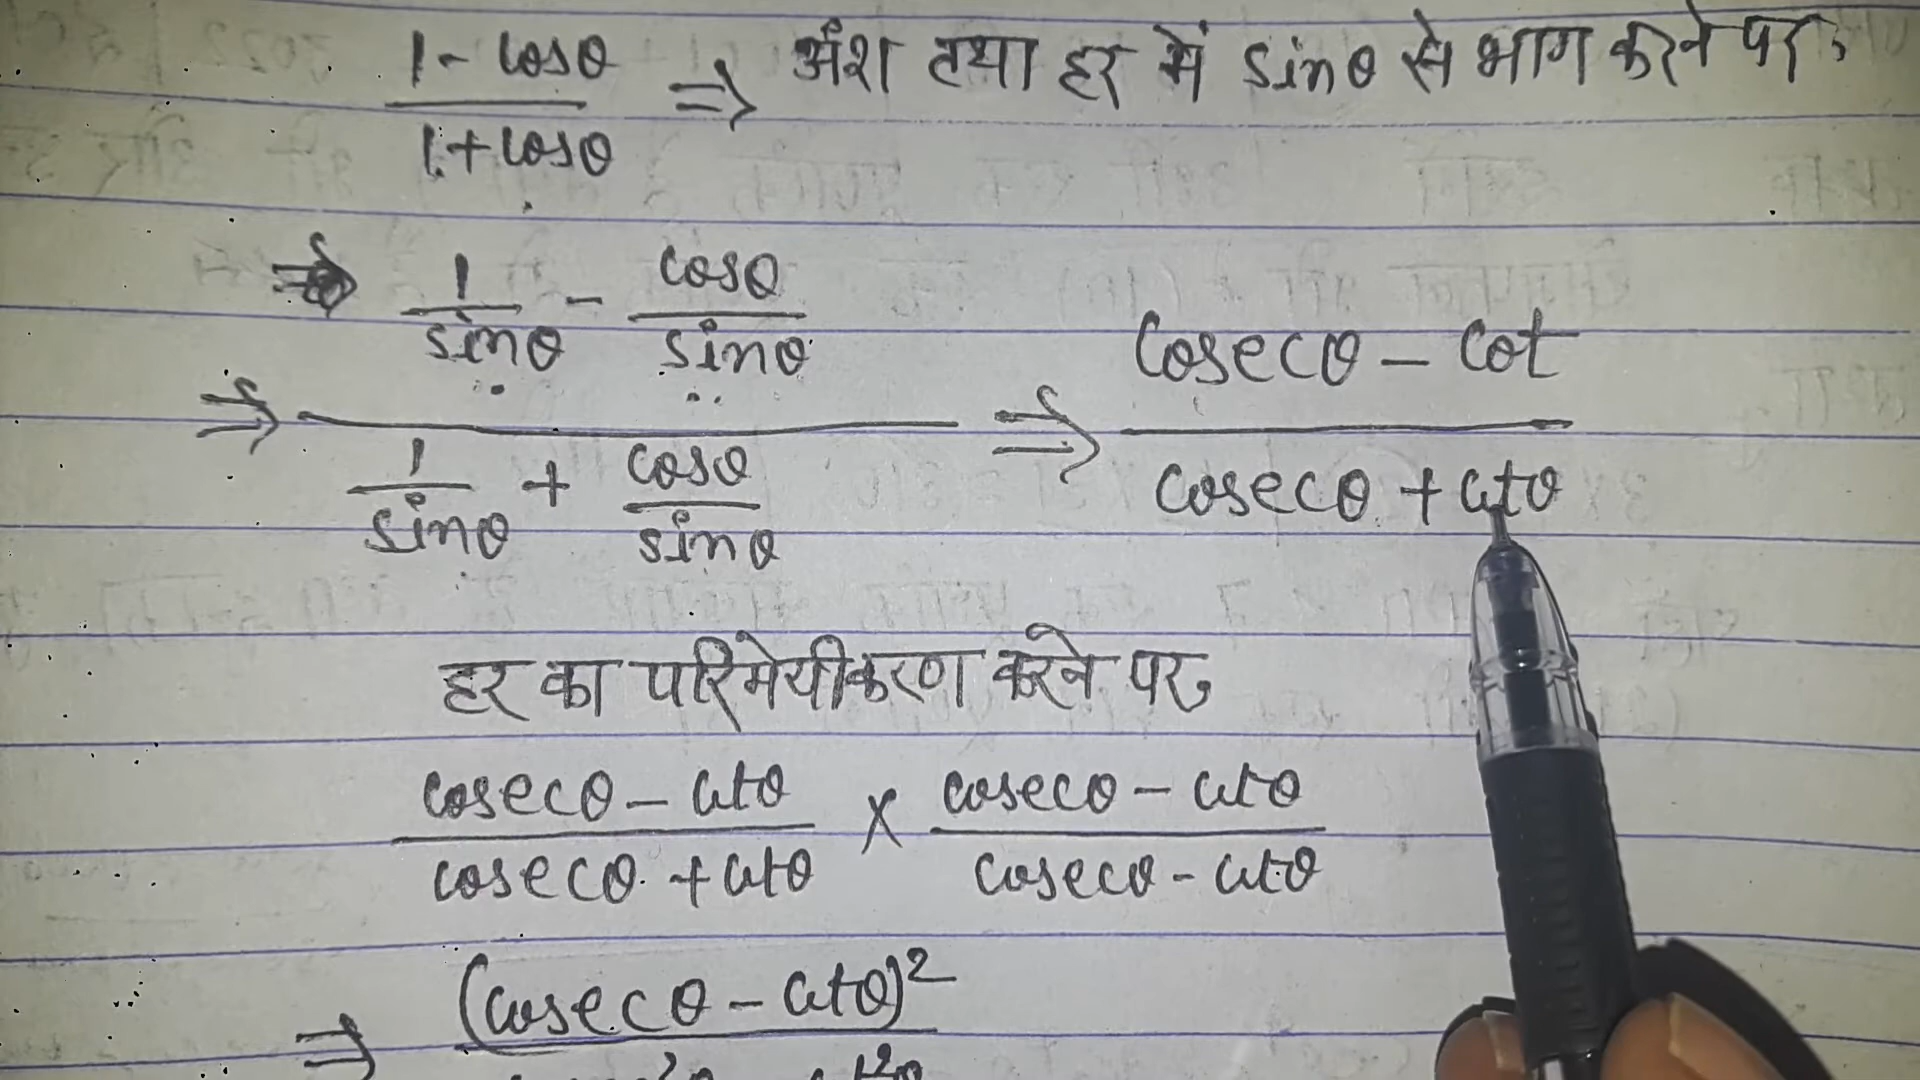 1 - cosθ
1 + cosθ
⇒ अंश तथा हर में sinθ से भाग करने पर,
⇒ 1/sinθ - cosθ/sinθ
⇒ 1/sinθ + cosθ/sinθ
⇒ cosecθ - cot
cosecθ + cotθ
हर का परिमेयीकरण करने पर,
cosecθ - cotθ × cosecθ - cotθ
cosecθ + cotθ cosecθ - cotθ
⇒ (cosecθ - cotθ)²